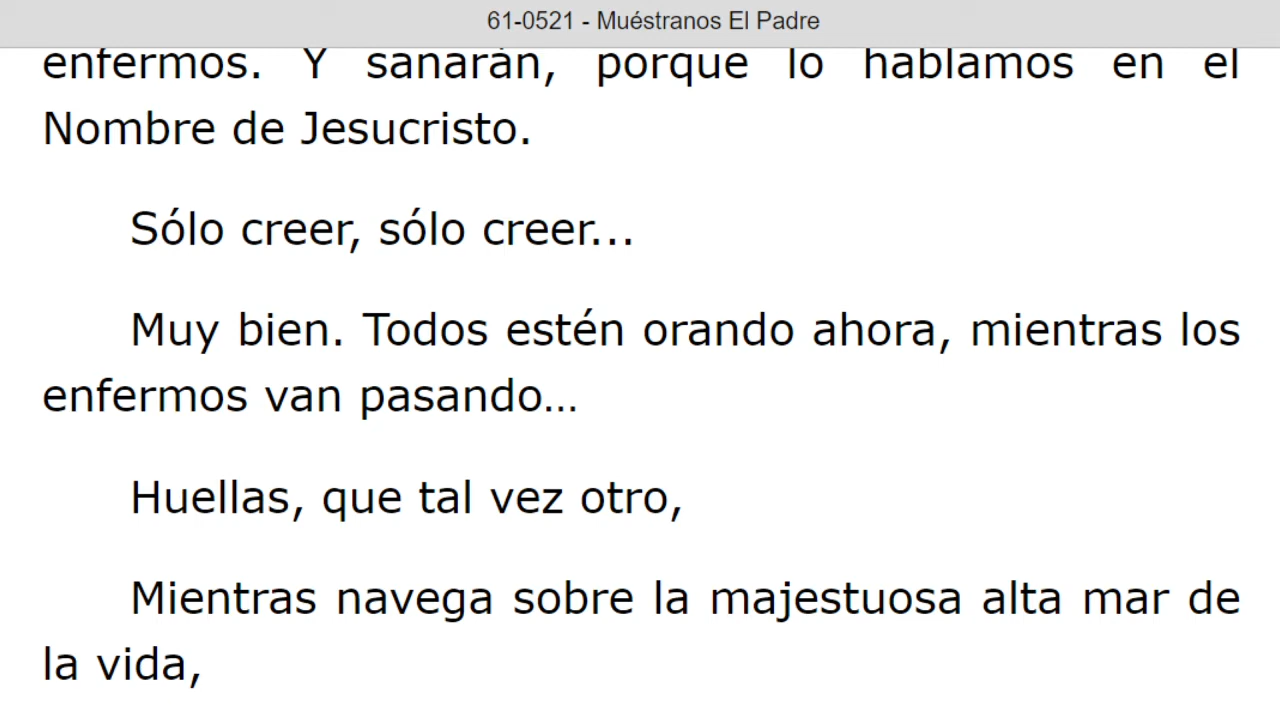 61-0521 - Muéstranos El Padre
enfermos. Y sanarán, porque lo hablamos en el
Nombre de Jesucristo.
Sólo creer, sólo creer...
Muy bien. Todos estén orando ahora, mientras los
enfermos van pasando…
Huellas, que tal vez otro,
Mientras navega sobre la majestuosa alta mar de
la vida,